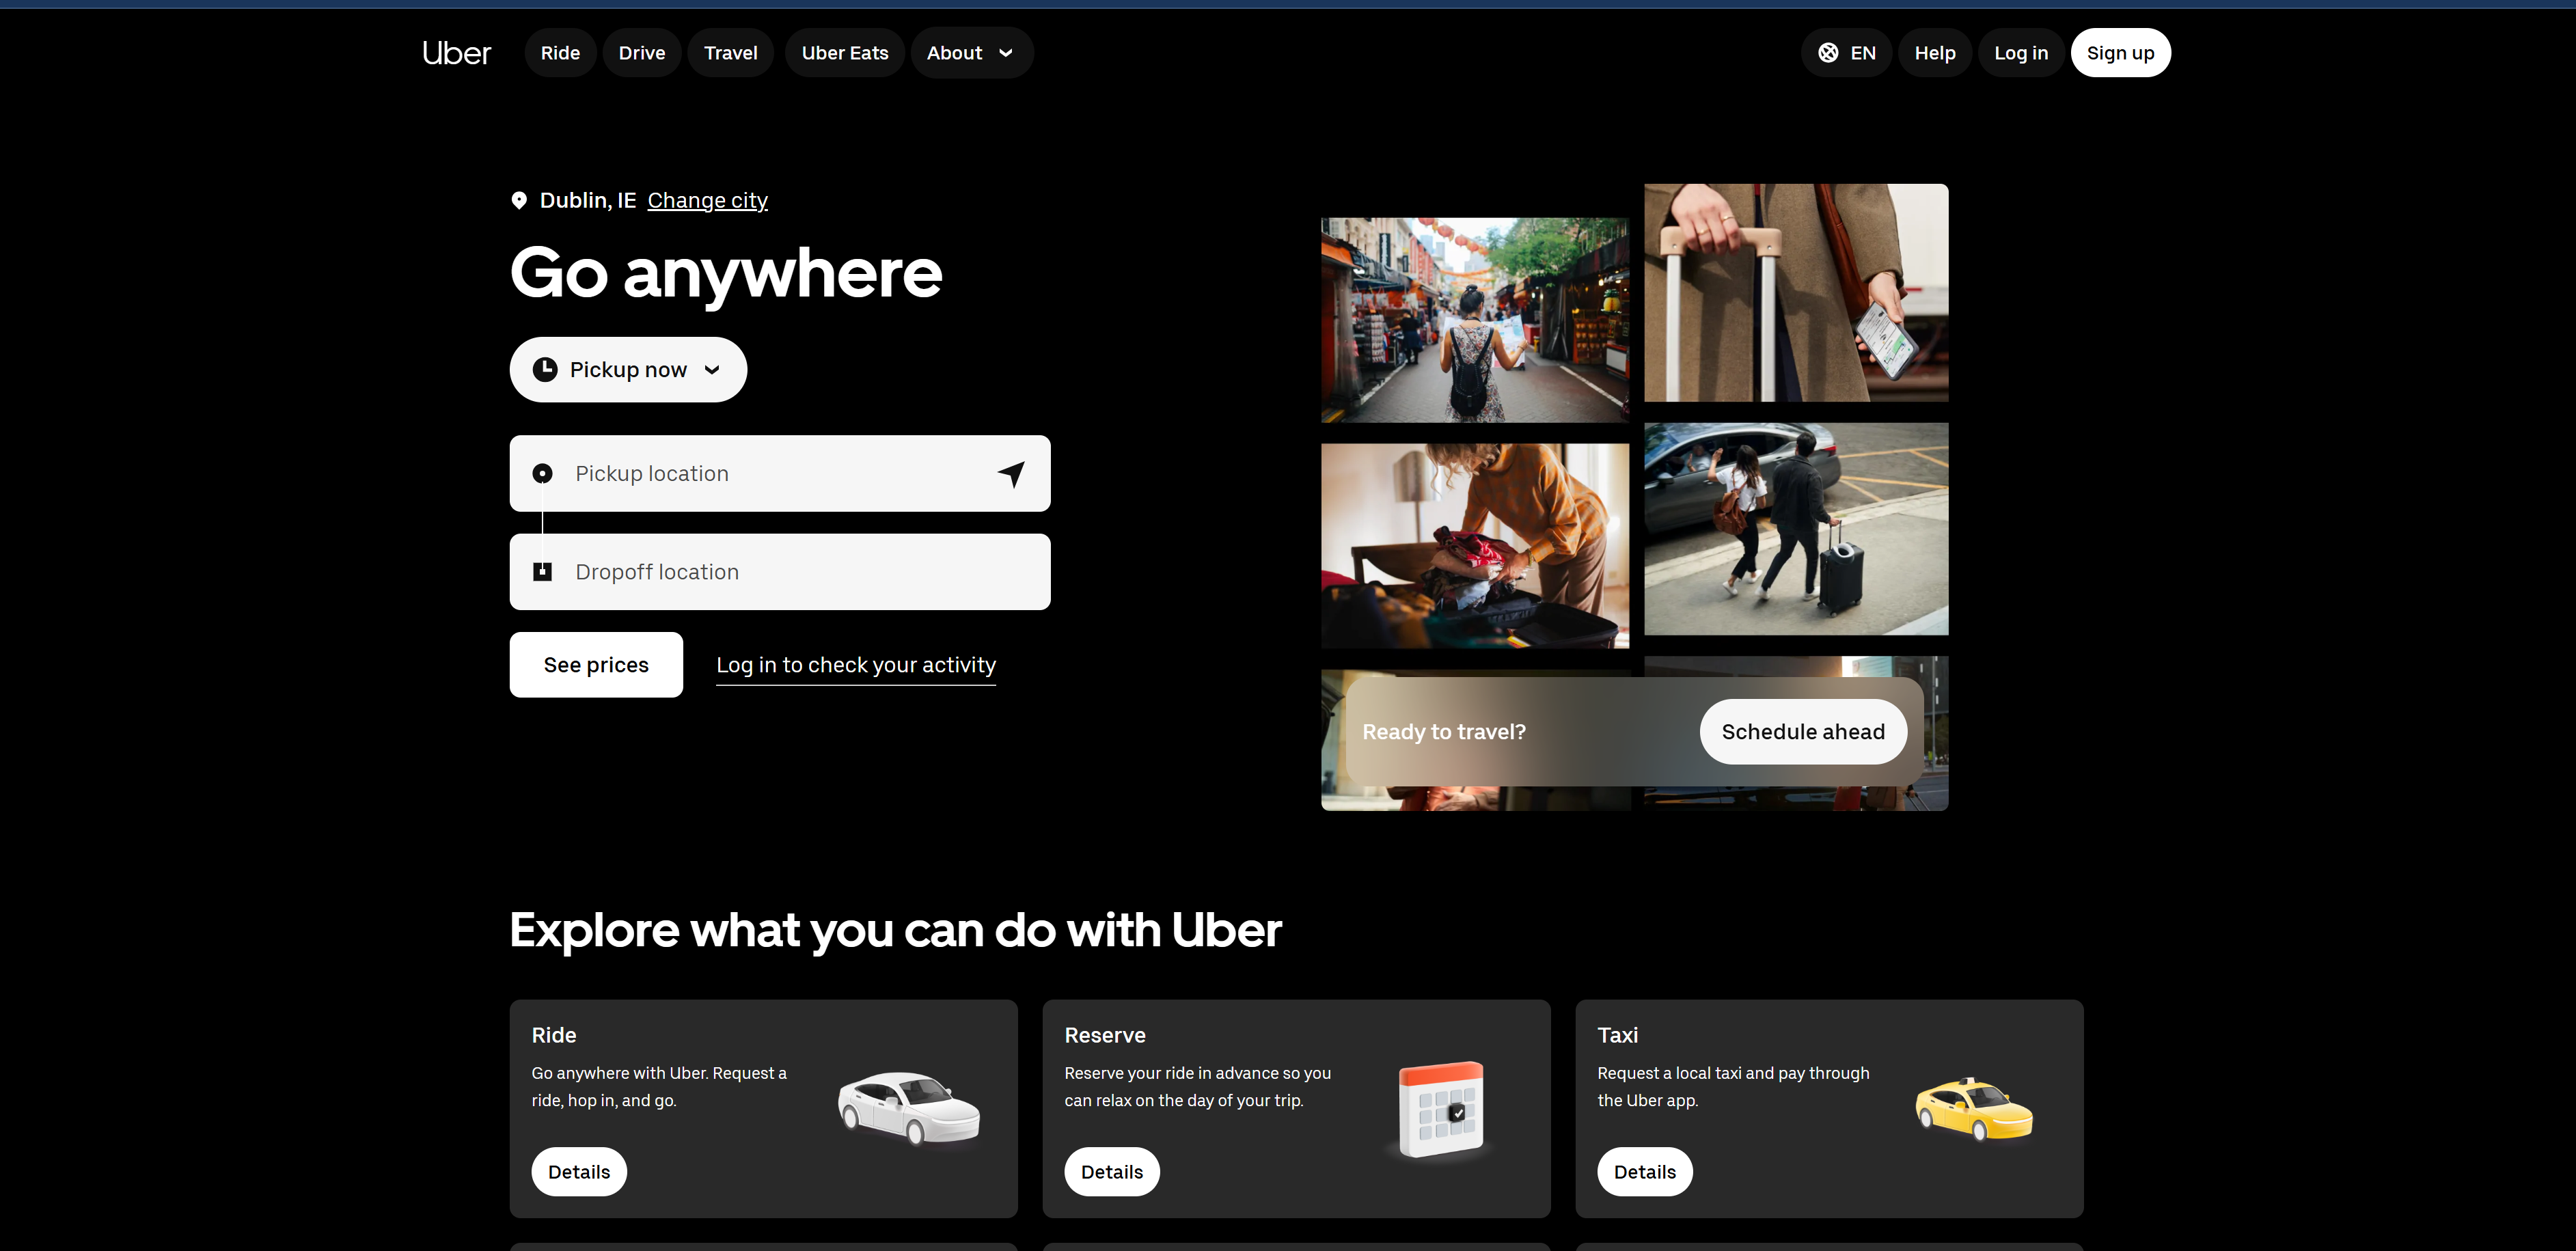 Uber
Ride
Drive
Travel
Uber Eats
About
EN
Help
Log in
Sign up
Dublin, IE Change city
Go anywhere
Pickup now
Pickup location
Dropoff location
See prices
Log in to check your activity
Ready to travel?
Schedule ahead
Explore what you can do with Uber
Ride
Go anywhere with Uber. Request a
ride, hop in, and go.
Details
Reserve
Reserve your ride in advance so you
can relax on the day of your trip.
Details
Taxi
Request a local taxi and pay through
the Uber app.
Details